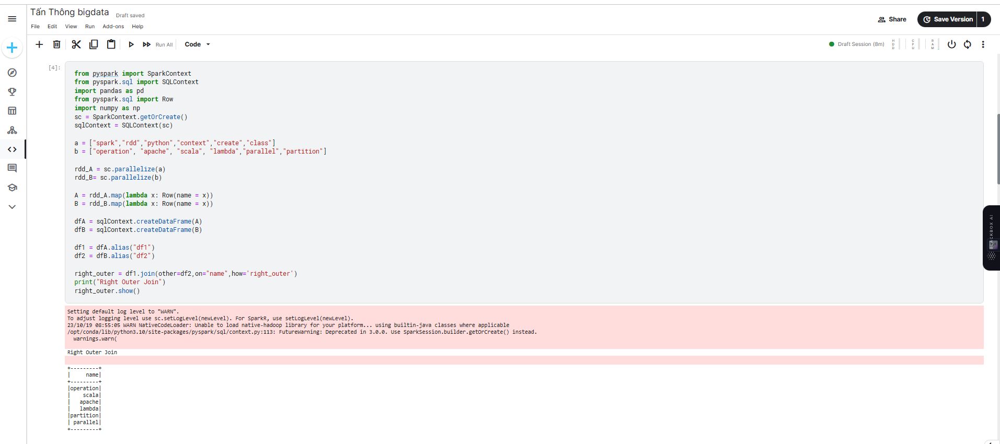 Tấn Thông bigdata Draft saved
File Edit View Run Add-ons Help
Share
Save Version 1
Run All Code
Draft Session (8m) HDD CPU RAM
[4]:
from pyspark import SparkContext
from pyspark.sql import SQLContext
import pandas as pd
from pyspark.sql import Row
import numpy as np
sc = SparkContext.getOrCreate()
sqlContext = SQLContext(sc)
a = ["spark","rdd","python","context","create","class"]
b = ["operation", "apache", "scala", "lambda","parallel","partition"]
rdd_A = sc.parallelize(a)
rdd_B= sc.parallelize(b)
A = rdd_A.map(lambda x: Row(name = x))
B = rdd_B.map(lambda x: Row(name = x))
dfA = sqlContext.createDataFrame(A)
dfB = sqlContext.createDataFrame(B)
df1 = dfA.alias("df1")
df2 = dfB.alias("df2")
right_outer = df1.join(other=df2,on="name",how='right_outer')
print("Right Outer Join")
right_outer.show()
BLACKBOX AI
Setting default log level to "WARN".
To adjust logging level use sc.setLogLevel(newLevel). For SparkR, use setLogLevel(newLevel).
23/10/19 08:55:05 WARN NativeCodeLoader: Unable to load native-hadoop library for your platform... using builtin-java classes where applicable
/opt/conda/lib/python3.10/site-packages/pyspark/sql/context.py:113: FutureWarning: Deprecated in 3.0.0. Use SparkSession.builder.getOrCreate() instead.
  warnings.warn(
Right Outer Join
+---------+
|     name|
+---------+
|operation|
|    scala|
|   apache|
|   lambda|
|partition|
| parallel|
+---------+